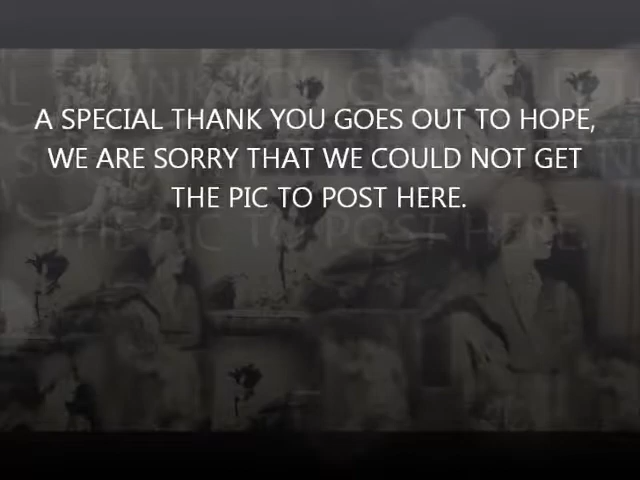 A SPECIAL THANK YOU GOES OUT TO HOPE,
WE ARE SORRY THAT WE COULD NOT GET
THE PIC TO POST HERE.